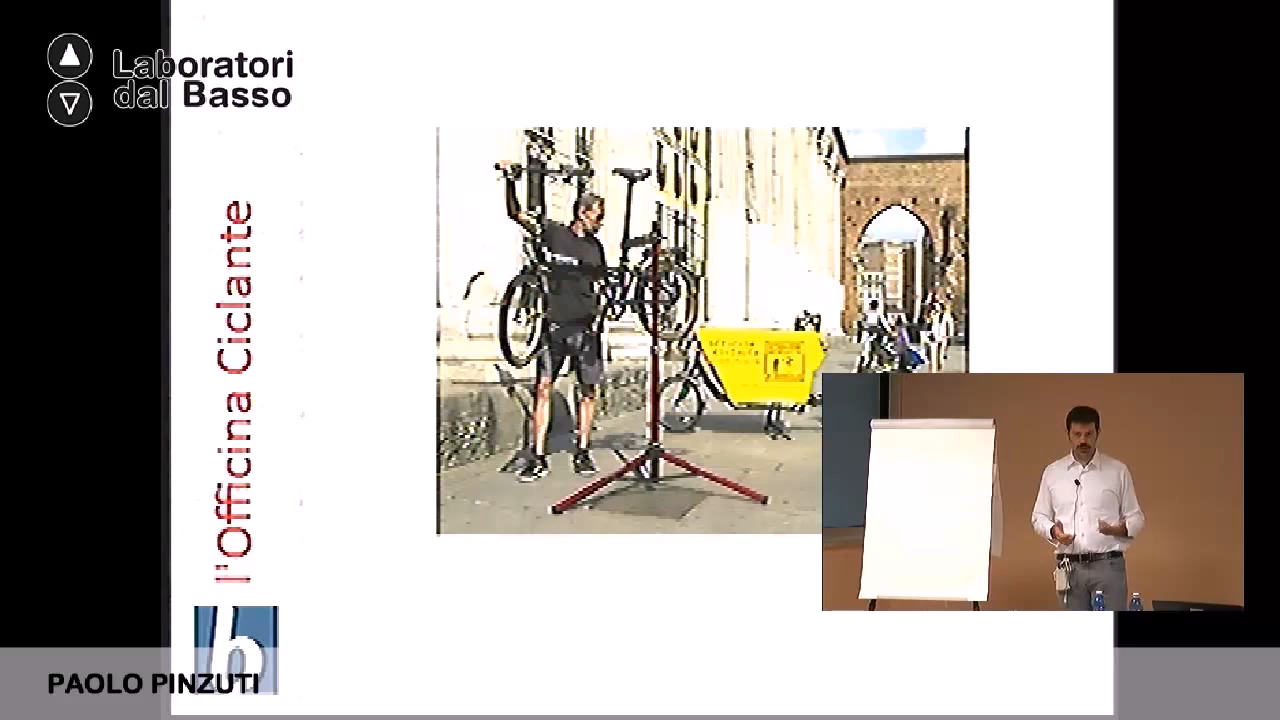 Laboratori
dal Basso
l'Officina Ciclante
b
PAOLO PINZUTI